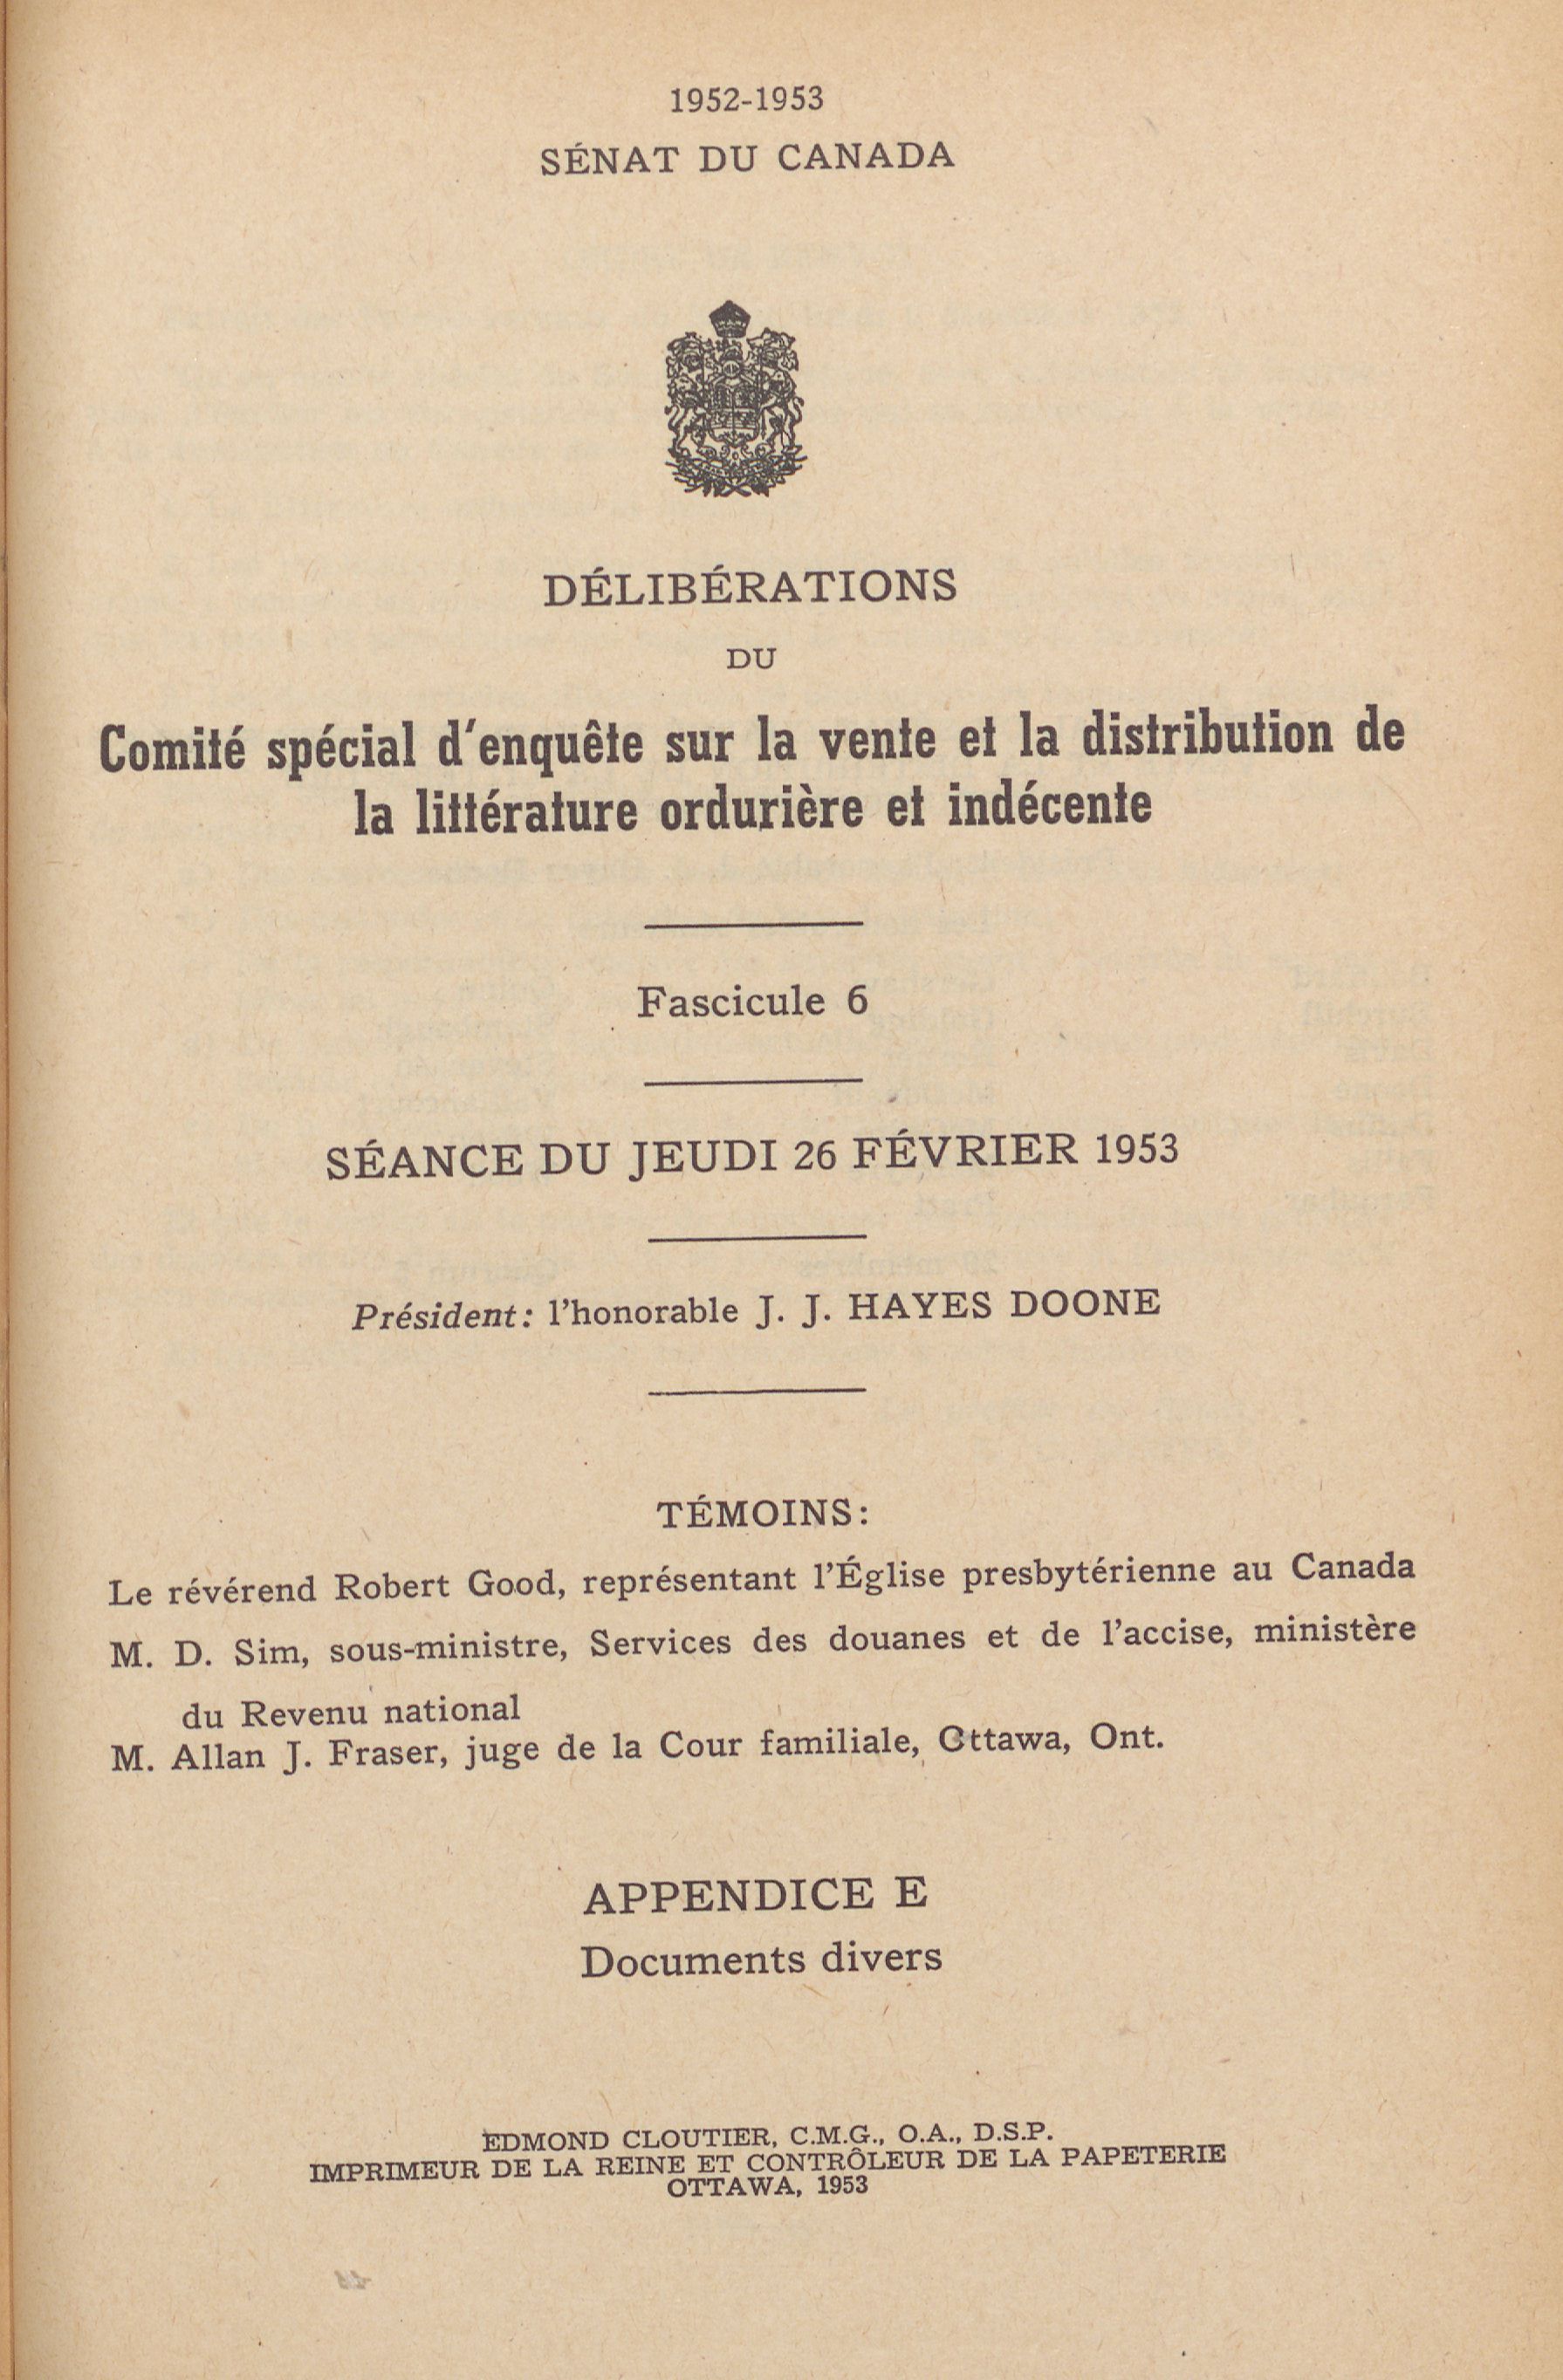 1952-1953
SÉNAT DU CANADA
DÉLIBÉRATIONS
DU
Comité spécial d'enquête sur la vente et la distribution de
la littérature ordurière et indécente
Fascicule 6
SÉANCE DU JEUDI 26 FÉVRIER 1953
Président: l'honorable J. J. HAYES DOONE
TÉMOINS:
Le révérend Robert Good, représentant l'Église presbytérienne au Canada
M. D. Sim, sous-ministre, Services des douanes et de l'accise, ministère
du Revenu national
M. Allan J. Fraser, juge de la Cour familiale, Ottawa, Ont.
APPENDICE E
Documents divers
EDMOND CLOUTIER, C.M.G., O.A., D.S.P.
IMPRIMEUR DE LA REINE ET CONTRÔLEUR DE LA PAPETERIE
OTTAWA, 1953